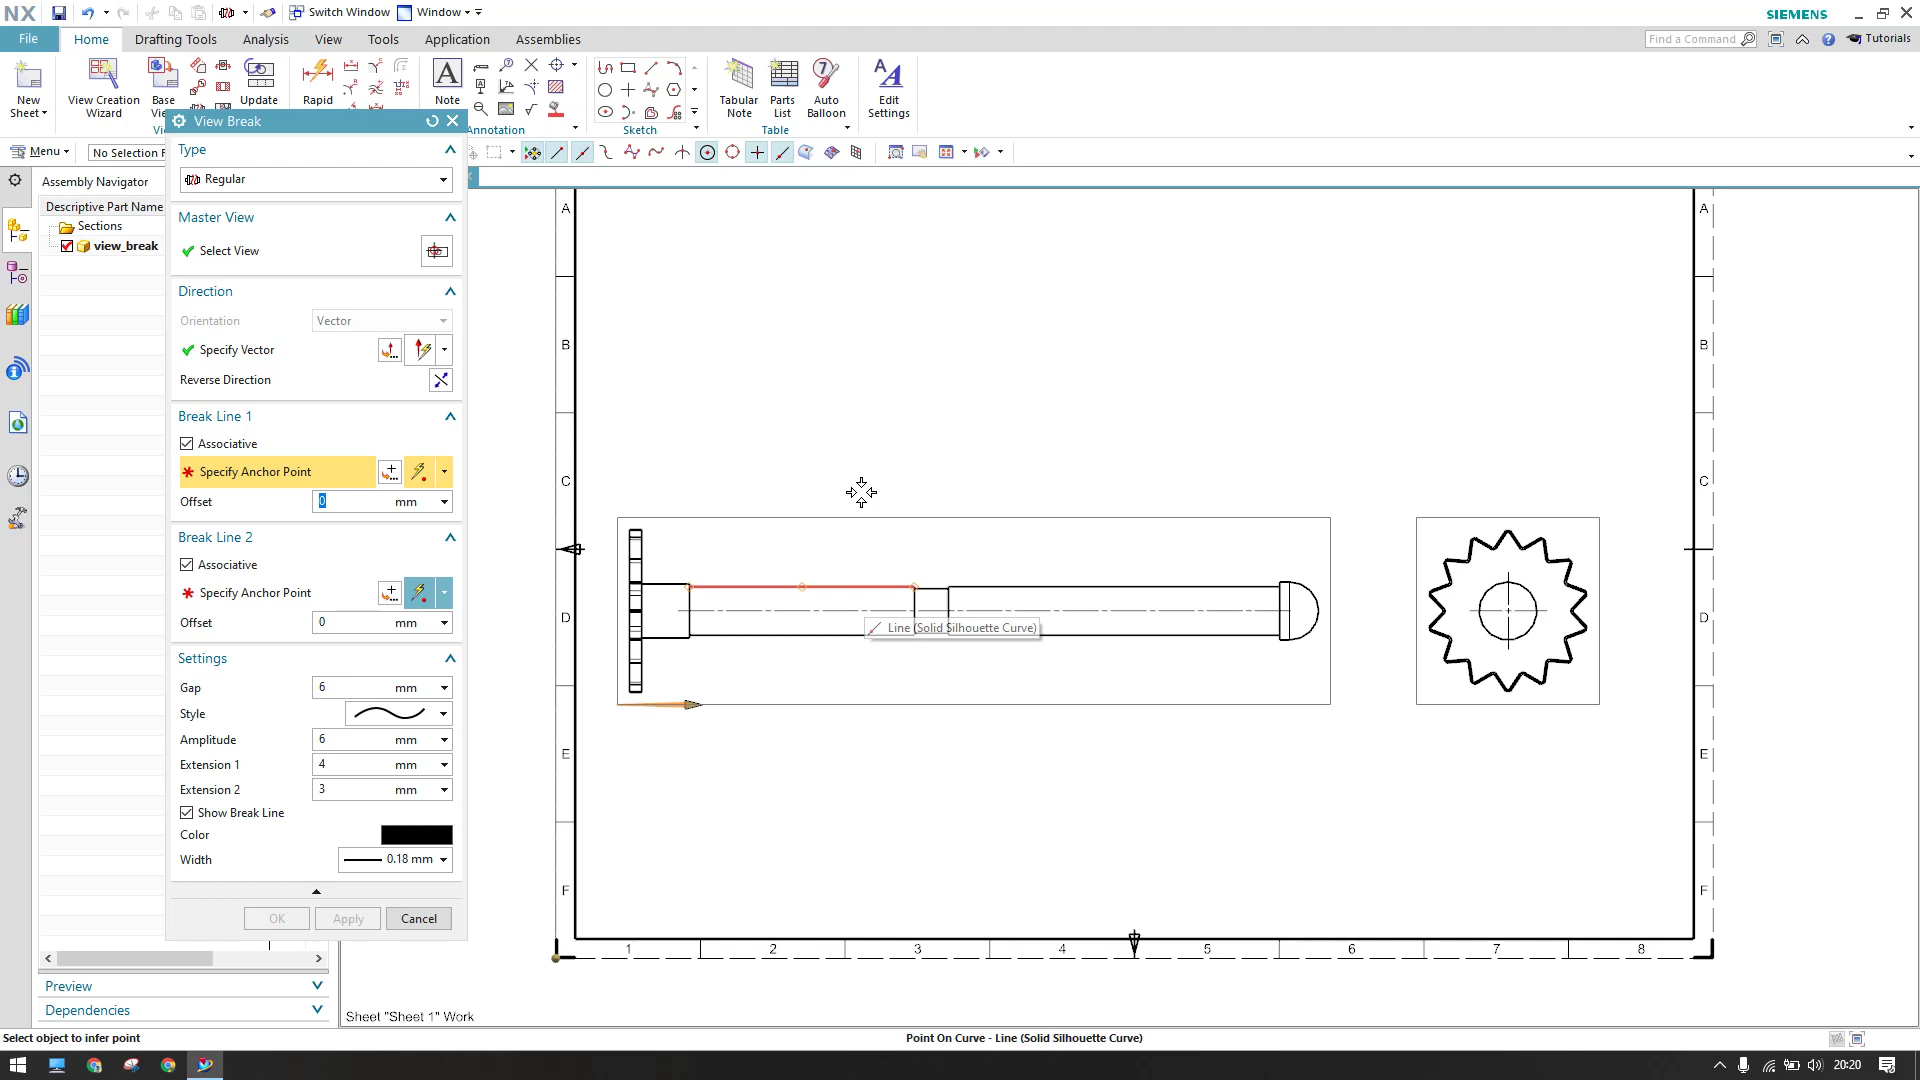 NX
Switch Window
Window
SIEMENS
File
Home
Drafting Tools
Analysis
View
Tools
Application
Assemblies
Find a Command
Tutorials
New
Sheet
View Creation
Wizard
Base
Update
Rapid
Note
Annotation
Sketch
Tabular
Note
Parts
List
Auto
Balloon
Table
Edit
Settings
Menu
No Selection F
View Break
Type
Regular
Master View
Select View
Direction
Orientation
Vector
Specify Vector
Reverse Direction
Break Line 1
Associative
Specify Anchor Point
Offset
0
mm
Break Line 2
Associative
Specify Anchor Point
Offset
0
mm
Settings
Gap
6
mm
Style
Amplitude
6
mm
Extension 1
4
mm
Extension 2
3
mm
Show Break Line
Color
Width
0.18 mm
OK
Apply
Cancel
Assembly Navigator
Descriptive Part Name
Sections
view_break
Preview
Dependencies
A
A
B
B
C
C
D
D
E
E
F
F
Line (Solid Silhouette Curve)
1 2 3 4 5 6 7 8
Sheet "Sheet 1" Work
Select object to infer point
Point On Curve - Line (Solid Silhouette Curve)
20:20